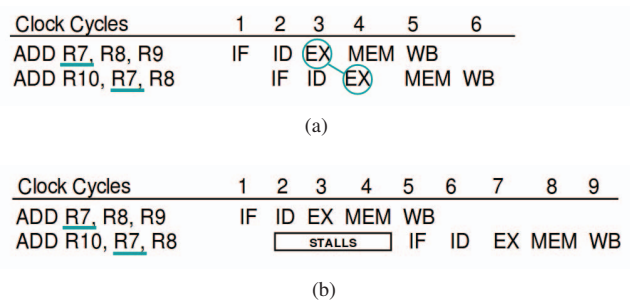 Clock Cycles 1 2 3 4 5 6
ADD R7, R8, R9 IF ID EX MEM WB
ADD R10, R7, R8 IF ID EX MEM WB
(a)
Clock Cycles 1 2 3 4 5 6 7 8 9
ADD R7, R8, R9 IF ID EX MEM WB
ADD R10, R7, R8 STALLS IF ID EX MEM WB
(b)